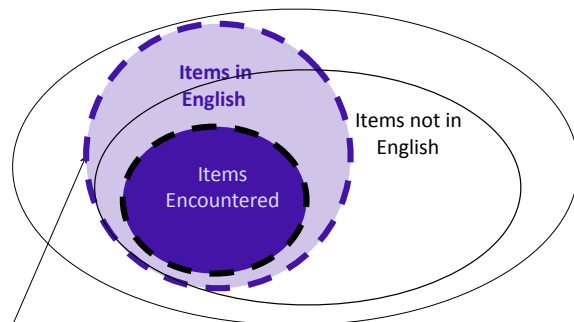 Items in
English
Items not in
English
Items
Encountered